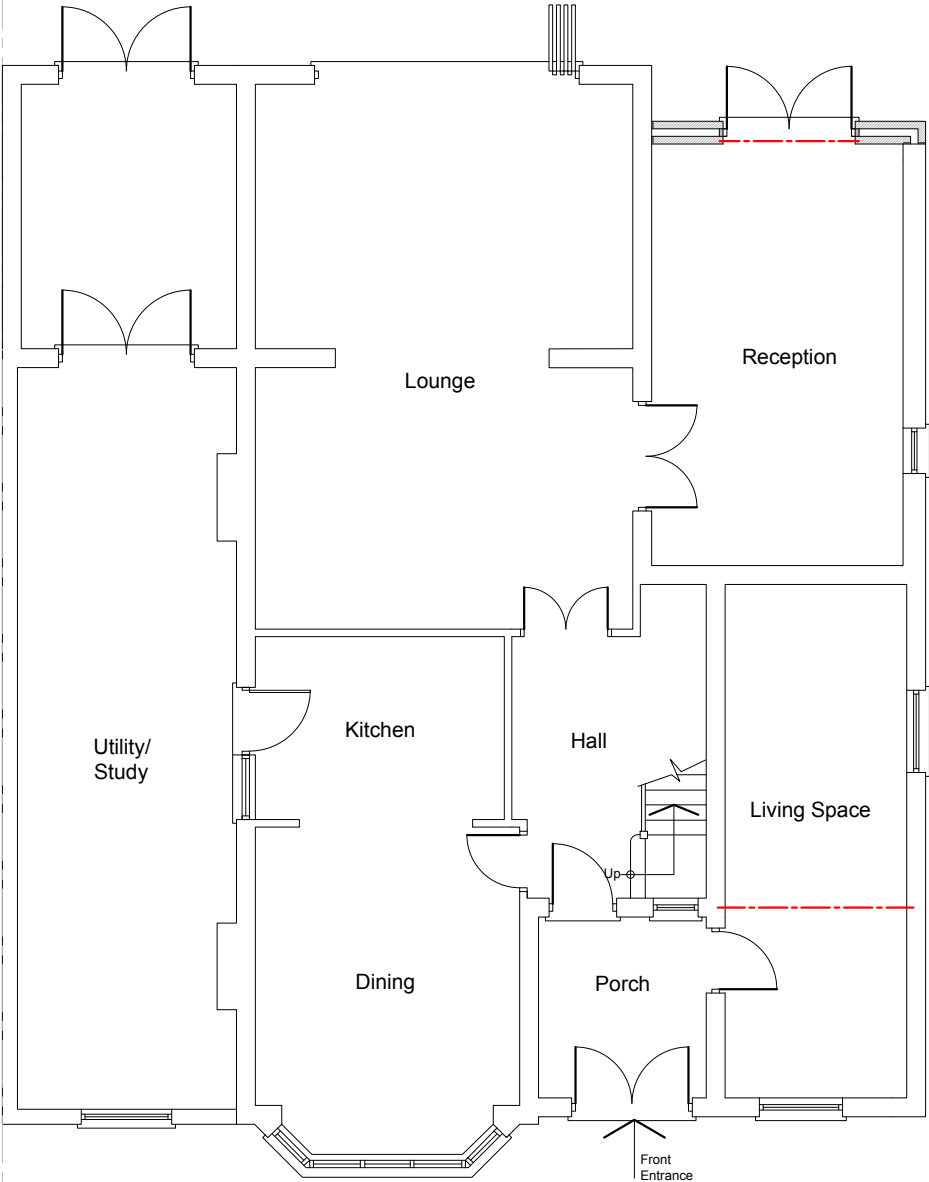 Reception
Lounge
Kitchen
Hall
Utility/
Study
Living Space
Up
Dining
Porch
Front
Entrance